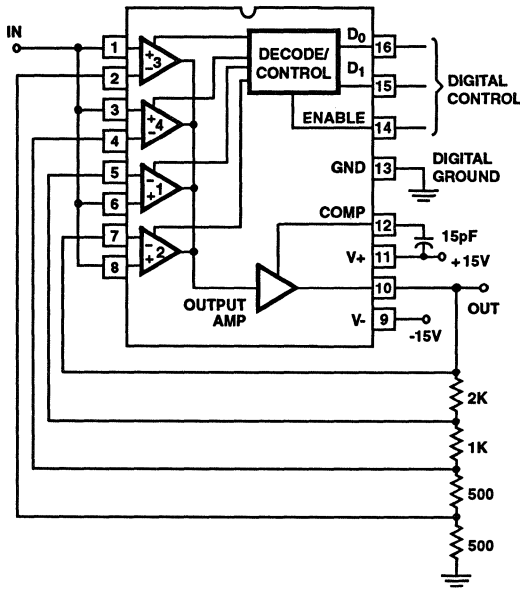 IN
1
2
3
4
5
6
7
8
+
−3
+
−4
−
+1
−
+2
DECODE/
CONTROL
D0
16
D1
15
ENABLE
14
DIGITAL
CONTROL
GND
13
DIGITAL
GROUND
COMP
12
15pF
V+
11
+15V
OUTPUT
AMP
10
OUT
V-
9
-15V
2K
1K
500
500